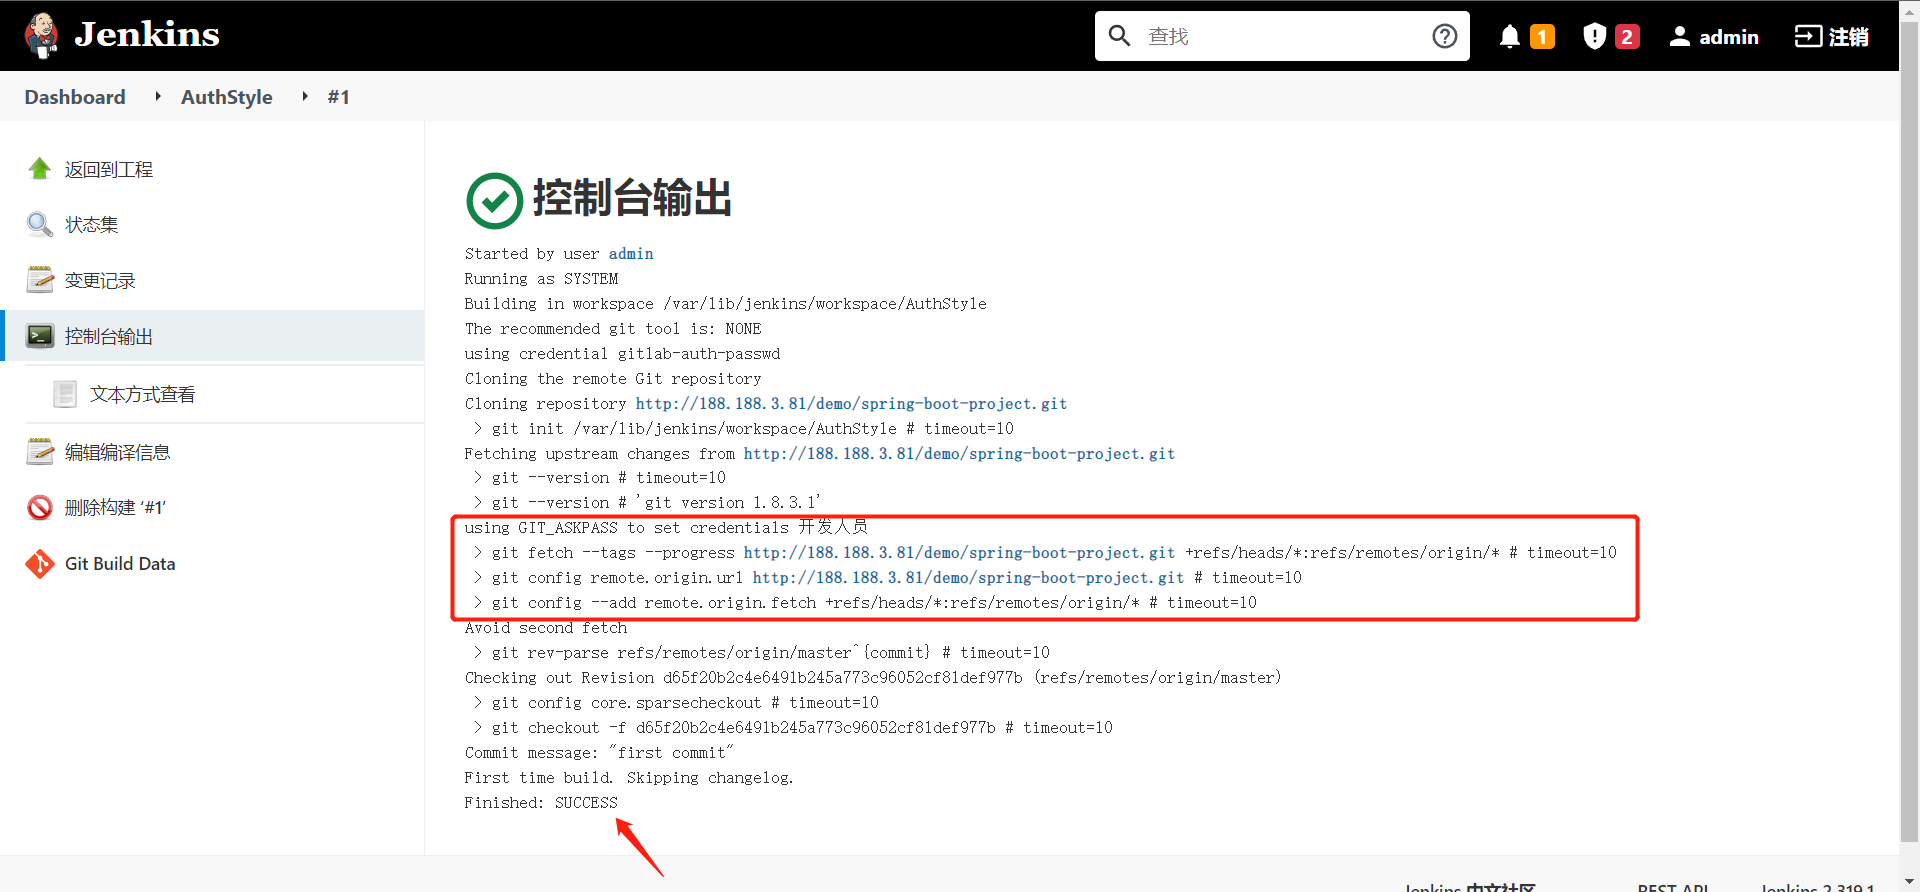 Jenkins
查找
1
2
admin
注销
Dashboard
AuthStyle
#1
返回到工程
状态集
变更记录
控制台输出
文本方式查看
编辑编译信息
删除构建 ‘#1’
Git Build Data
控制台输出
Started by user admin
Running as SYSTEM
Building in workspace /var/lib/jenkins/workspace/AuthStyle
The recommended git tool is: NONE
using credential gitlab-auth-passwd
Cloning the remote Git repository
Cloning repository http://188.188.3.81/demo/spring-boot-project.git
> git init /var/lib/jenkins/workspace/AuthStyle # timeout=10
Fetching upstream changes from http://188.188.3.81/demo/spring-boot-project.git
> git --version # timeout=10
> git --version # 'git version 1.8.3.1'
using GIT_ASKPASS to set credentials 开发人员
> git fetch --tags --progress http://188.188.3.81/demo/spring-boot-project.git +refs/heads/*:refs/remotes/origin/* # timeout=10
> git config remote.origin.url http://188.188.3.81/demo/spring-boot-project.git # timeout=10
> git config --add remote.origin.fetch +refs/heads/*:refs/remotes/origin/* # timeout=10
Avoid second fetch
> git rev-parse refs/remotes/origin/master^{commit} # timeout=10
Checking out Revision d65f20b2c4e6491b245a773c96052cf81def977b (refs/remotes/origin/master)
> git config core.sparsecheckout # timeout=10
> git checkout -f d65f20b2c4e6491b245a773c96052cf81def977b # timeout=10
Commit message: "first commit"
First time build. Skipping changelog.
Finished: SUCCESS
Jenkins 中文社区
REST API
Jenkins 2.319.1